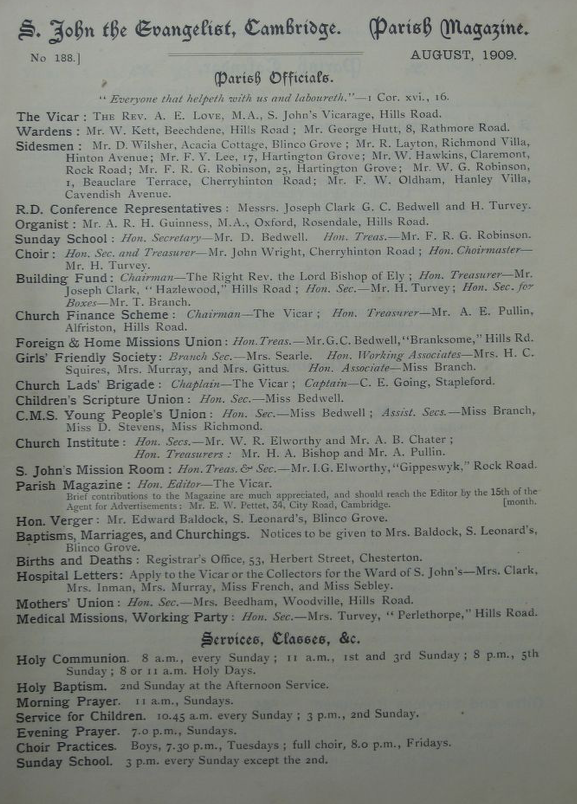 S. John the Evangelist, Cambridge. Parish Magazine.
No 188.] AUGUST, 1909.
Parish Officials.
"Everyone that helpeth with us and laboureth."—1 Cor. xvi., 16.
The Vicar: THE REV. A. E. LOVE, M.A., S. John's Vicarage, Hills Road.
Wardens: Mr. W. Kett, Beechdene, Hills Road; Mr. George Hutt, 8, Rathmore Road.
Sidesmen: Mr. D. Wilsher, Acacia Cottage, Blinco Grove; Mr. R. Layton, Richmond Villa,
Hinton Avenue; Mr. F. Y. Lee, 17, Hartington Grove; Mr. W. Hawkins, Claremont,
Rock Road; Mr. F. R. G. Robinson, 25, Hartington Grove; Mr. W. G. Robinson,
1, Beauclare Terrace, Cherryhinton Road; Mr. F. W. Oldham, Hanley Villa,
Cavendish Avenue.
R.D. Conference Representatives: Messrs. Joseph Clark G. C. Bedwell and H. Turvey.
Organist: Mr. A. R. H. Guinness, M.A., Oxford, Rosendale, Hills Road.
Sunday School: Hon. Secretary—Mr. D. Bedwell. Hon. Treas.—Mr. F. R. G. Robinson.
Choir: Hon. Sec. and Treasurer—Mr. John Wright, Cherryhinton Road; Hon. Choirmaster—
Mr. H. Turvey.
Building Fund: Chairman—The Right Rev. the Lord Bishop of Ely; Hon. Treasurer—Mr.
Joseph Clark, "Hazlewood," Hills Road; Hon. Sec.—Mr. H. Turvey; Hon. Sec. for
Boxes—Mr. T. Branch.
Church Finance Scheme: Chairman—The Vicar; Hon. Treasurer—Mr. A. E. Pullin,
Alfriston, Hills Road.
Foreign & Home Missions Union: Hon. Treas.—Mr. G. C. Bedwell, "Branksome," Hills Rd.
Girls' Friendly Society: Branch Sec.—Mrs. Searle. Hon. Working Associates—Mrs. H. C.
Squires, Mrs. Murray, and Mrs. Gittus. Hon. Associate—Miss Branch.
Church Lads' Brigade: Chaplain—The Vicar; Captain—C. E. Going, Stapleford.
Children's Scripture Union: Hon. Sec.—Miss Bedwell.
C.M.S. Young People's Union: Hon. Sec.—Miss Bedwell; Assist. Secs.—Miss Branch,
Miss D. Stevens, Miss Richmond.
Church Institute: Hon. Secs.—Mr. W. R. Elworthy and Mr. A. B. Chater;
Hon. Treasurers: Mr. H. A. Bishop and Mr. A. Pullin.
S. John's Mission Room: Hon. Treas. & Sec.—Mr. I.G. Elworthy, "Gippeswyk," Rock Road.
Parish Magazine: Hon. Editor—The Vicar.
Brief contributions to the Magazine are much appreciated, and should reach the Editor by the 15th of the
Agent for Advertisements: Mr. E. W. Pettet, 34, City Road, Cambridge. [month.
Hon. Verger: Mr. Edward Baldock, S. Leonard's, Blinco Grove.
Baptisms, Marriages, and Churchings. Notices to be given to Mrs. Baldock, S. Leonard's,
Blinco Grove.
Births and Deaths: Registrar's Office, 53, Herbert Street, Chesterton.
Hospital Letters: Apply to the Vicar or the Collectors for the Ward of S. John's—Mrs. Clark,
Mrs. Inman, Mrs. Murray, Miss French, and Miss Sebley.
Mothers' Union: Hon. Sec.—Mrs. Beedham, Woodville, Hills Road.
Medical Missions, Working Party: Hon. Sec.—Mrs. Turvey, "Perlethorpe," Hills Road.
Services, Classes, &c.
Holy Communion. 8 a.m., every Sunday; 11 a.m., 1st and 3rd Sunday; 8 p.m., 5th
Sunday; 8 or 11 a.m. Holy Days.
Holy Baptism. 2nd Sunday at the Afternoon Service.
Morning Prayer. 11 a.m., Sundays.
Service for Children. 10.45 a.m. every Sunday; 3 p.m., 2nd Sunday.
Evening Prayer. 7.0 p.m., Sundays.
Choir Practices. Boys, 7.30 p.m., Tuesdays; full choir, 8.0 p.m., Fridays.
Sunday School. 3 p.m. every Sunday except the 2nd.